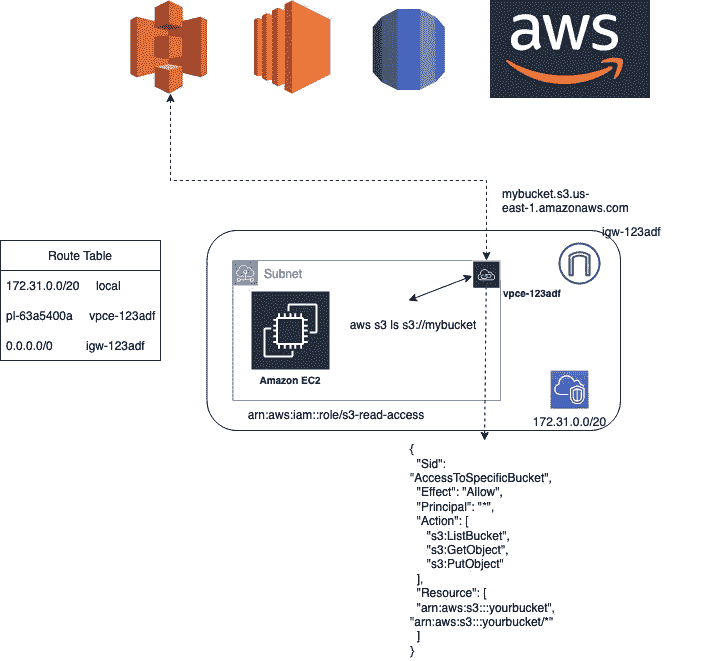 aws
mybucket.s3.us-
east-1.amazonaws.com
igw-123adf
Route Table
172.31.0.0/20 local
pl-63a5400a vpce-123adf
0.0.0.0/0 igw-123adf
Subnet
vpce-123adf
aws s3 ls s3://mybucket
Amazon EC2
arn:aws:iam::role/s3-read-access
172.31.0.0/20
{
"Sid":
"AccessToSpecificBucket",
"Effect": "Allow",
"Principal": "*",
"Action": [
"s3:ListBucket",
"s3:GetObject",
"s3:PutObject"
],
"Resource": [
"arn:aws:s3:::yourbucket",
"arn:aws:s3:::yourbucket/*"
]
}